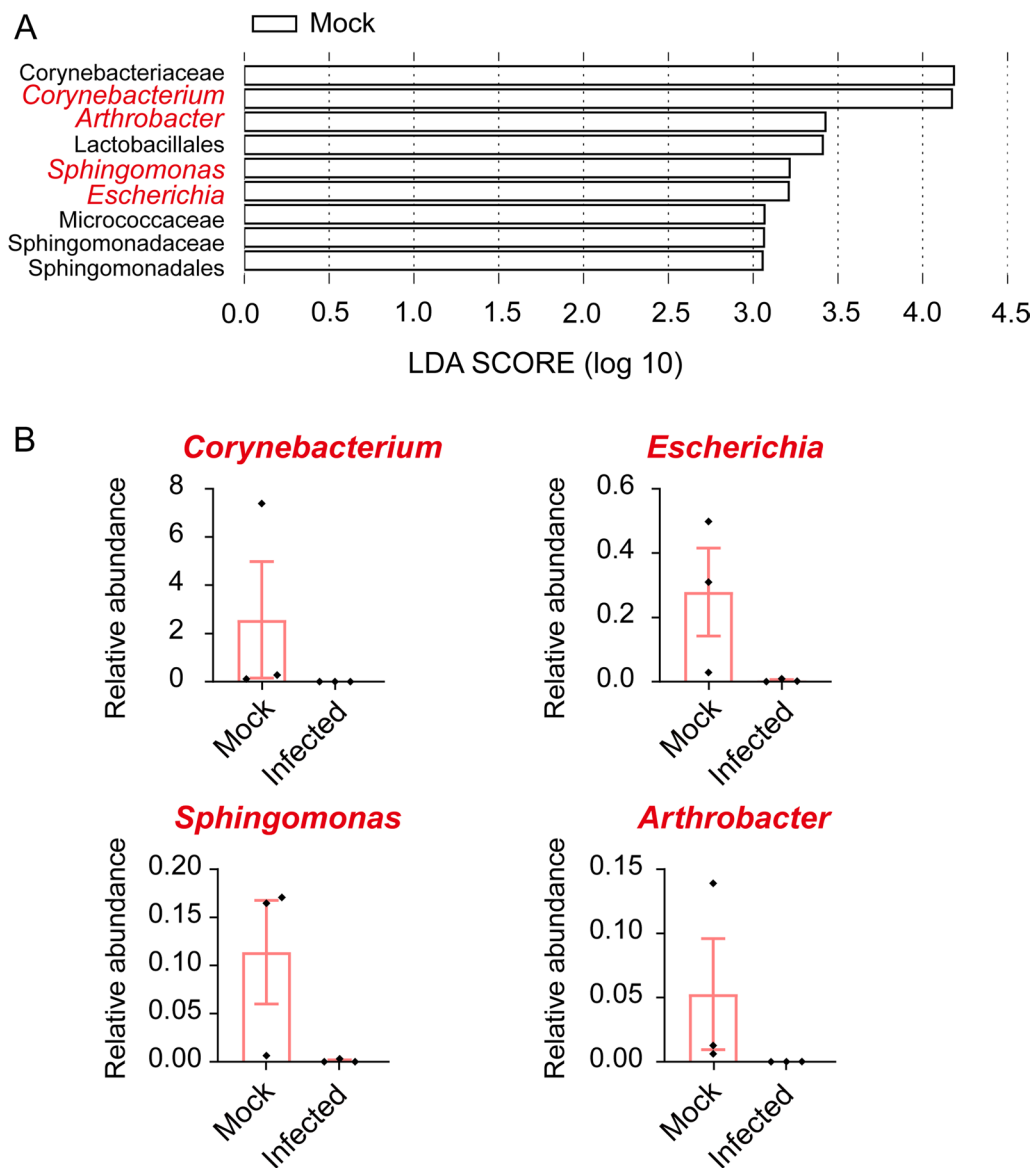 A
Mock
Corynebacteriaceae
Corynebacterium
Arthrobacter
Lactobacillales
Sphingomonas
Escherichia
Micrococcaceae
Sphingomonadaceae
Sphingomonadales
0.0 0.5 1.0 1.5 2.0 2.5 3.0 3.5 4.0 4.5
LDA SCORE (log 10)
B
Corynebacterium
Relative abundance
8
6
4
2
0
Mock
Infected
Escherichia
Relative abundance
0.6
0.4
0.2
0.0
Mock
Infected
Sphingomonas
Relative abundance
0.20
0.15
0.10
0.05
0.00
Mock
Infected
Arthrobacter
Relative abundance
0.15
0.10
0.05
0.00
Mock
Infected